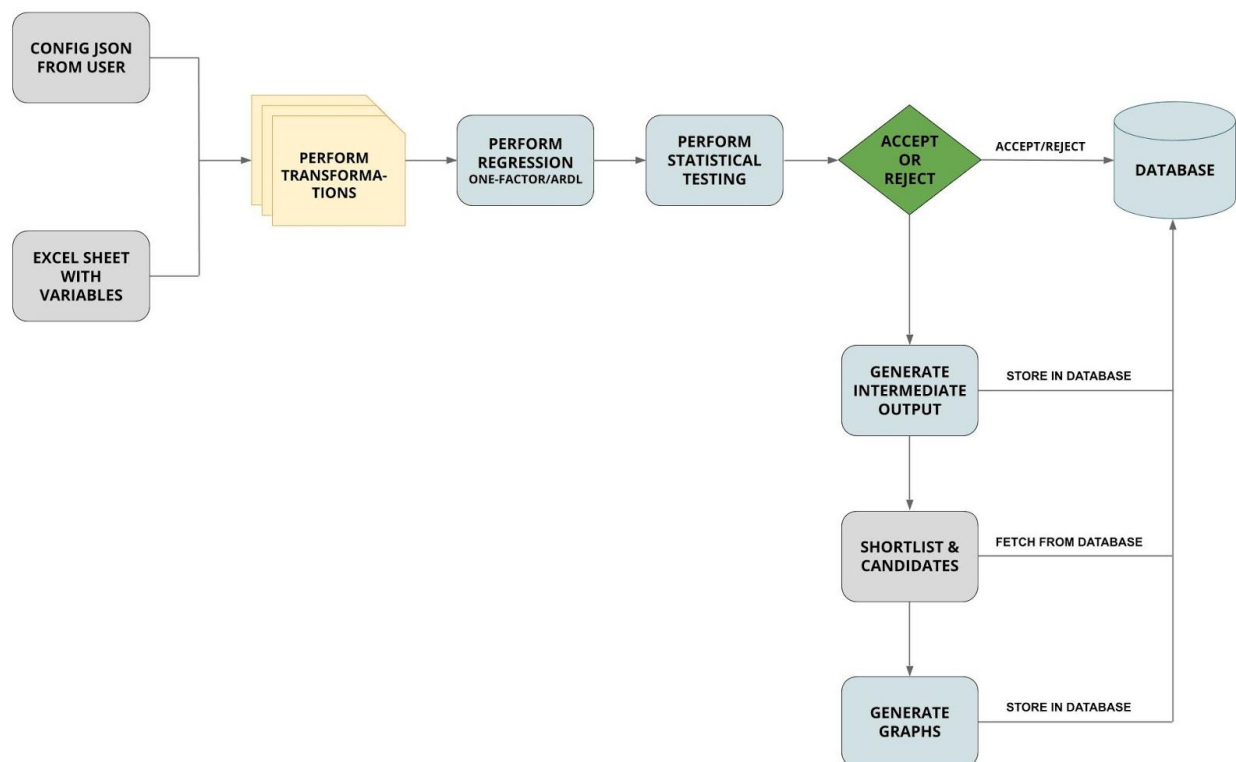 CONFIG JSON
FROM USER
EXCEL SHEET
WITH
VARIABLES
PERFORM
TRANSFORMA-
TIONS
PERFORM
REGRESSION
ONE-FACTOR/ARDL
PERFORM
STATISTICAL
TESTING
ACCEPT
OR
REJECT
ACCEPT/REJECT
DATABASE
GENERATE
INTERMEDIATE
OUTPUT
STORE IN DATABASE
SHORTLIST &
CANDIDATES
FETCH FROM DATABASE
GENERATE
GRAPHS
STORE IN DATABASE